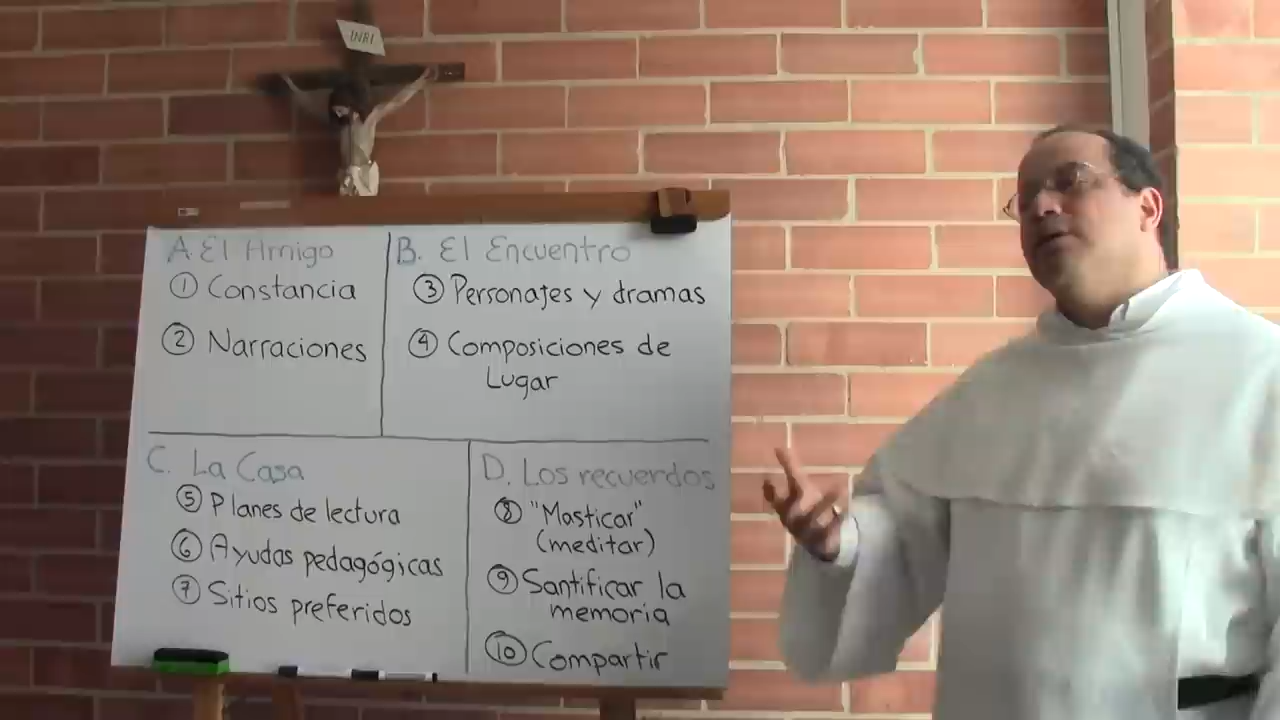 INRI
A. El Amigo
① Constancia
② Narraciones
B. El Encuentro
③ Personajes y dramas
④ Composiciones de
Lugar
C. La Casa
⑤ Planes de lectura
⑥ Ayudas pedagógicas
⑦ Sitios preferidos
D. Los recuerdos
⑧ "Masticar"
(meditar)
⑨ Santificar la
memoria
⑩ Compartir